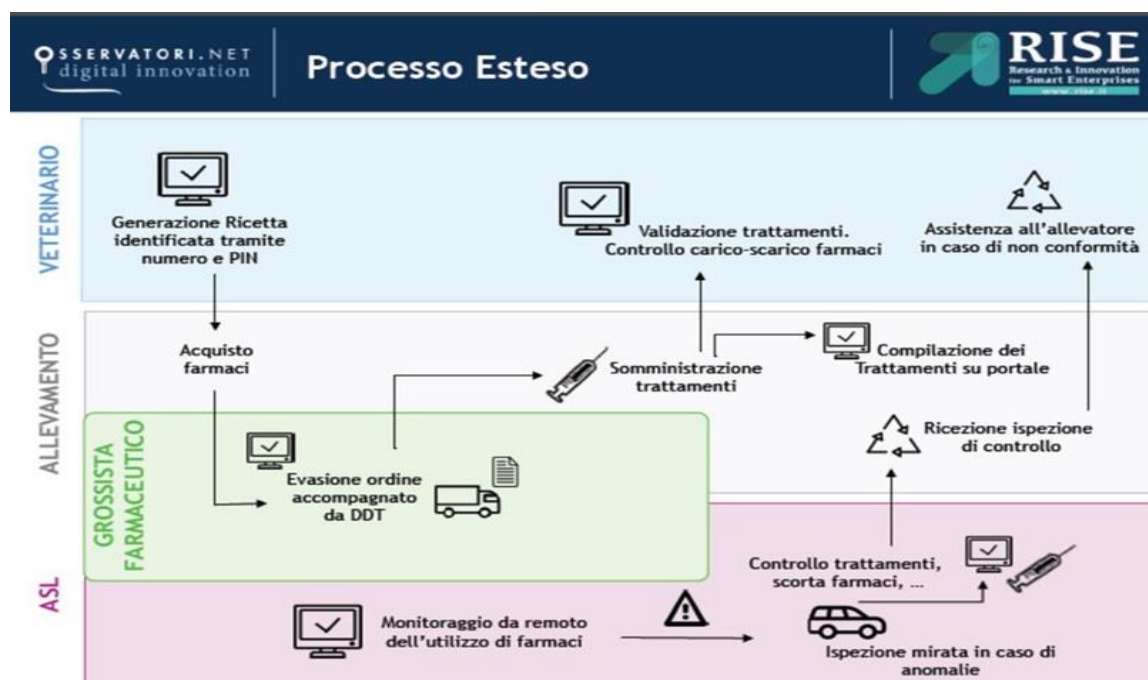 OSSERVATORI.NET
digital innovation
Processo Esteso
RISE
Research & Innovation
for Smart Enterprises
www.rise.it
VETERINARIO
Generazione Ricetta
identificata tramite
numero e PIN
Validazione trattamenti.
Controllo carico-scarico farmaci
Assistenza all'allevatore
in caso di non conformità
ALLEVAMENTO
Acquisto
farmaci
Somministrazione
trattamenti
Compilazione dei
Trattamenti su portale
Ricezione ispezione
di controllo
GROSSISTA
FARMACEUTICO
Evasione ordine
accompagnato
da DDT
ASL
Controllo trattamenti,
scorta farmaci, ...
Monitoraggio da remoto
dell'utilizzo di farmaci
Ispezione mirata in caso di
anomalie